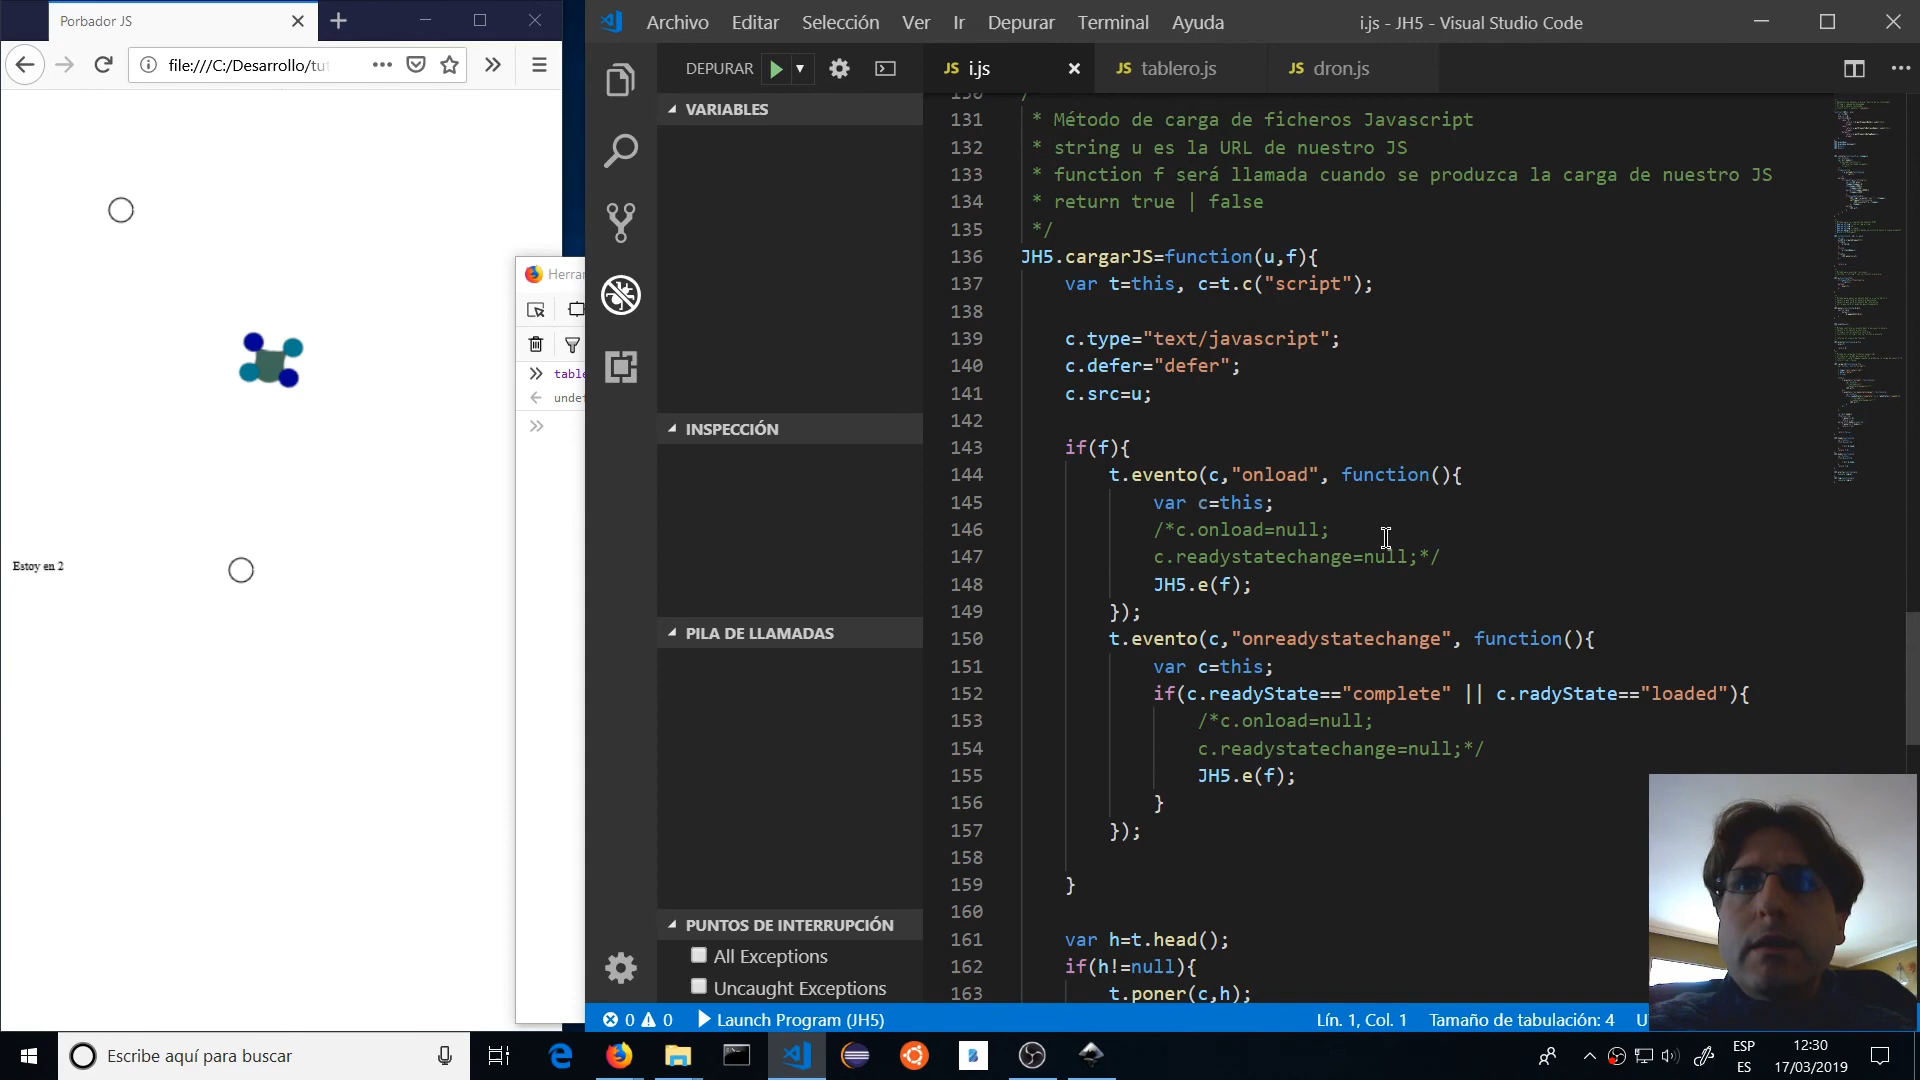 Porbador JS
file:///C:/Desarrollo/tut
Estoy en 2
Herrar
table
undef
Archivo Editar Selección Ver Ir Depurar Terminal Ayuda
i.js - JH5 - Visual Studio Code
DEPURAR
JS i.js
JS tablero.js
JS dron.js
VARIABLES
INSPECCIÓN
PILA DE LLAMADAS
PUNTOS DE INTERRUPCIÓN
All Exceptions
Uncaught Exceptions
131 * Método de carga de ficheros Javascript
132 * string u es la URL de nuestro JS
133 * function f será llamada cuando se produzca la carga de nuestro JS
134 * return true | false
135 */
136 JH5.cargarJS=function(u,f){
137 var t=this, c=t.c("script");
138
139 c.type="text/javascript";
140 c.defer="defer";
141 c.src=u;
142
143 if(f){
144 t.evento(c,"onload", function(){
145 var c=this;
146 /*c.onload=null;
147 c.readystatechange=null;*/
148 JH5.e(f);
149 });
150 t.evento(c,"onreadystatechange", function(){
151 var c=this;
152 if(c.readyState=="complete" || c.radyState=="loaded"){
153 /*c.onload=null;
154 c.readystatechange=null;*/
155 JH5.e(f);
156 }
157 });
158
159 }
160
161 var h=t.head();
162 if(h!=null){
163 t.poner(c,h);
0 0 Launch Program (JH5)
Lín. 1, Col. 1 Tamaño de tabulación: 4 U
Escribe aquí para buscar
ESP
ES
12:30
17/03/2019